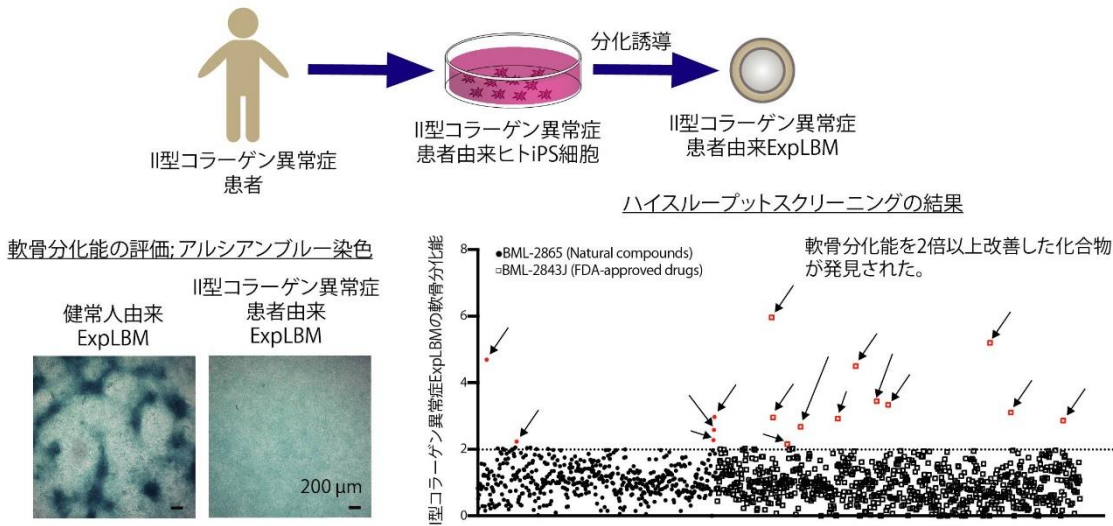 分化誘導
II型コラーゲン異常症
患者
II型コラーゲン異常症
患者由来ヒトiPS細胞
II型コラーゲン異常症
患者由来ExpLBM
軟骨分化能の評価; アルシアンブルー染色
健常人由来
ExpLBM
II型コラーゲン異常症
患者由来
ExpLBM
200 μm
ハイスループットスクリーニングの結果
I型コラーゲン異常症ExpLBMの軟骨分化能
8
6
4
2
0
BML-2865 (Natural compounds)
BML-2843J (FDA-approved drugs)
軟骨分化能を2倍以上改善した化合物
が発見された。